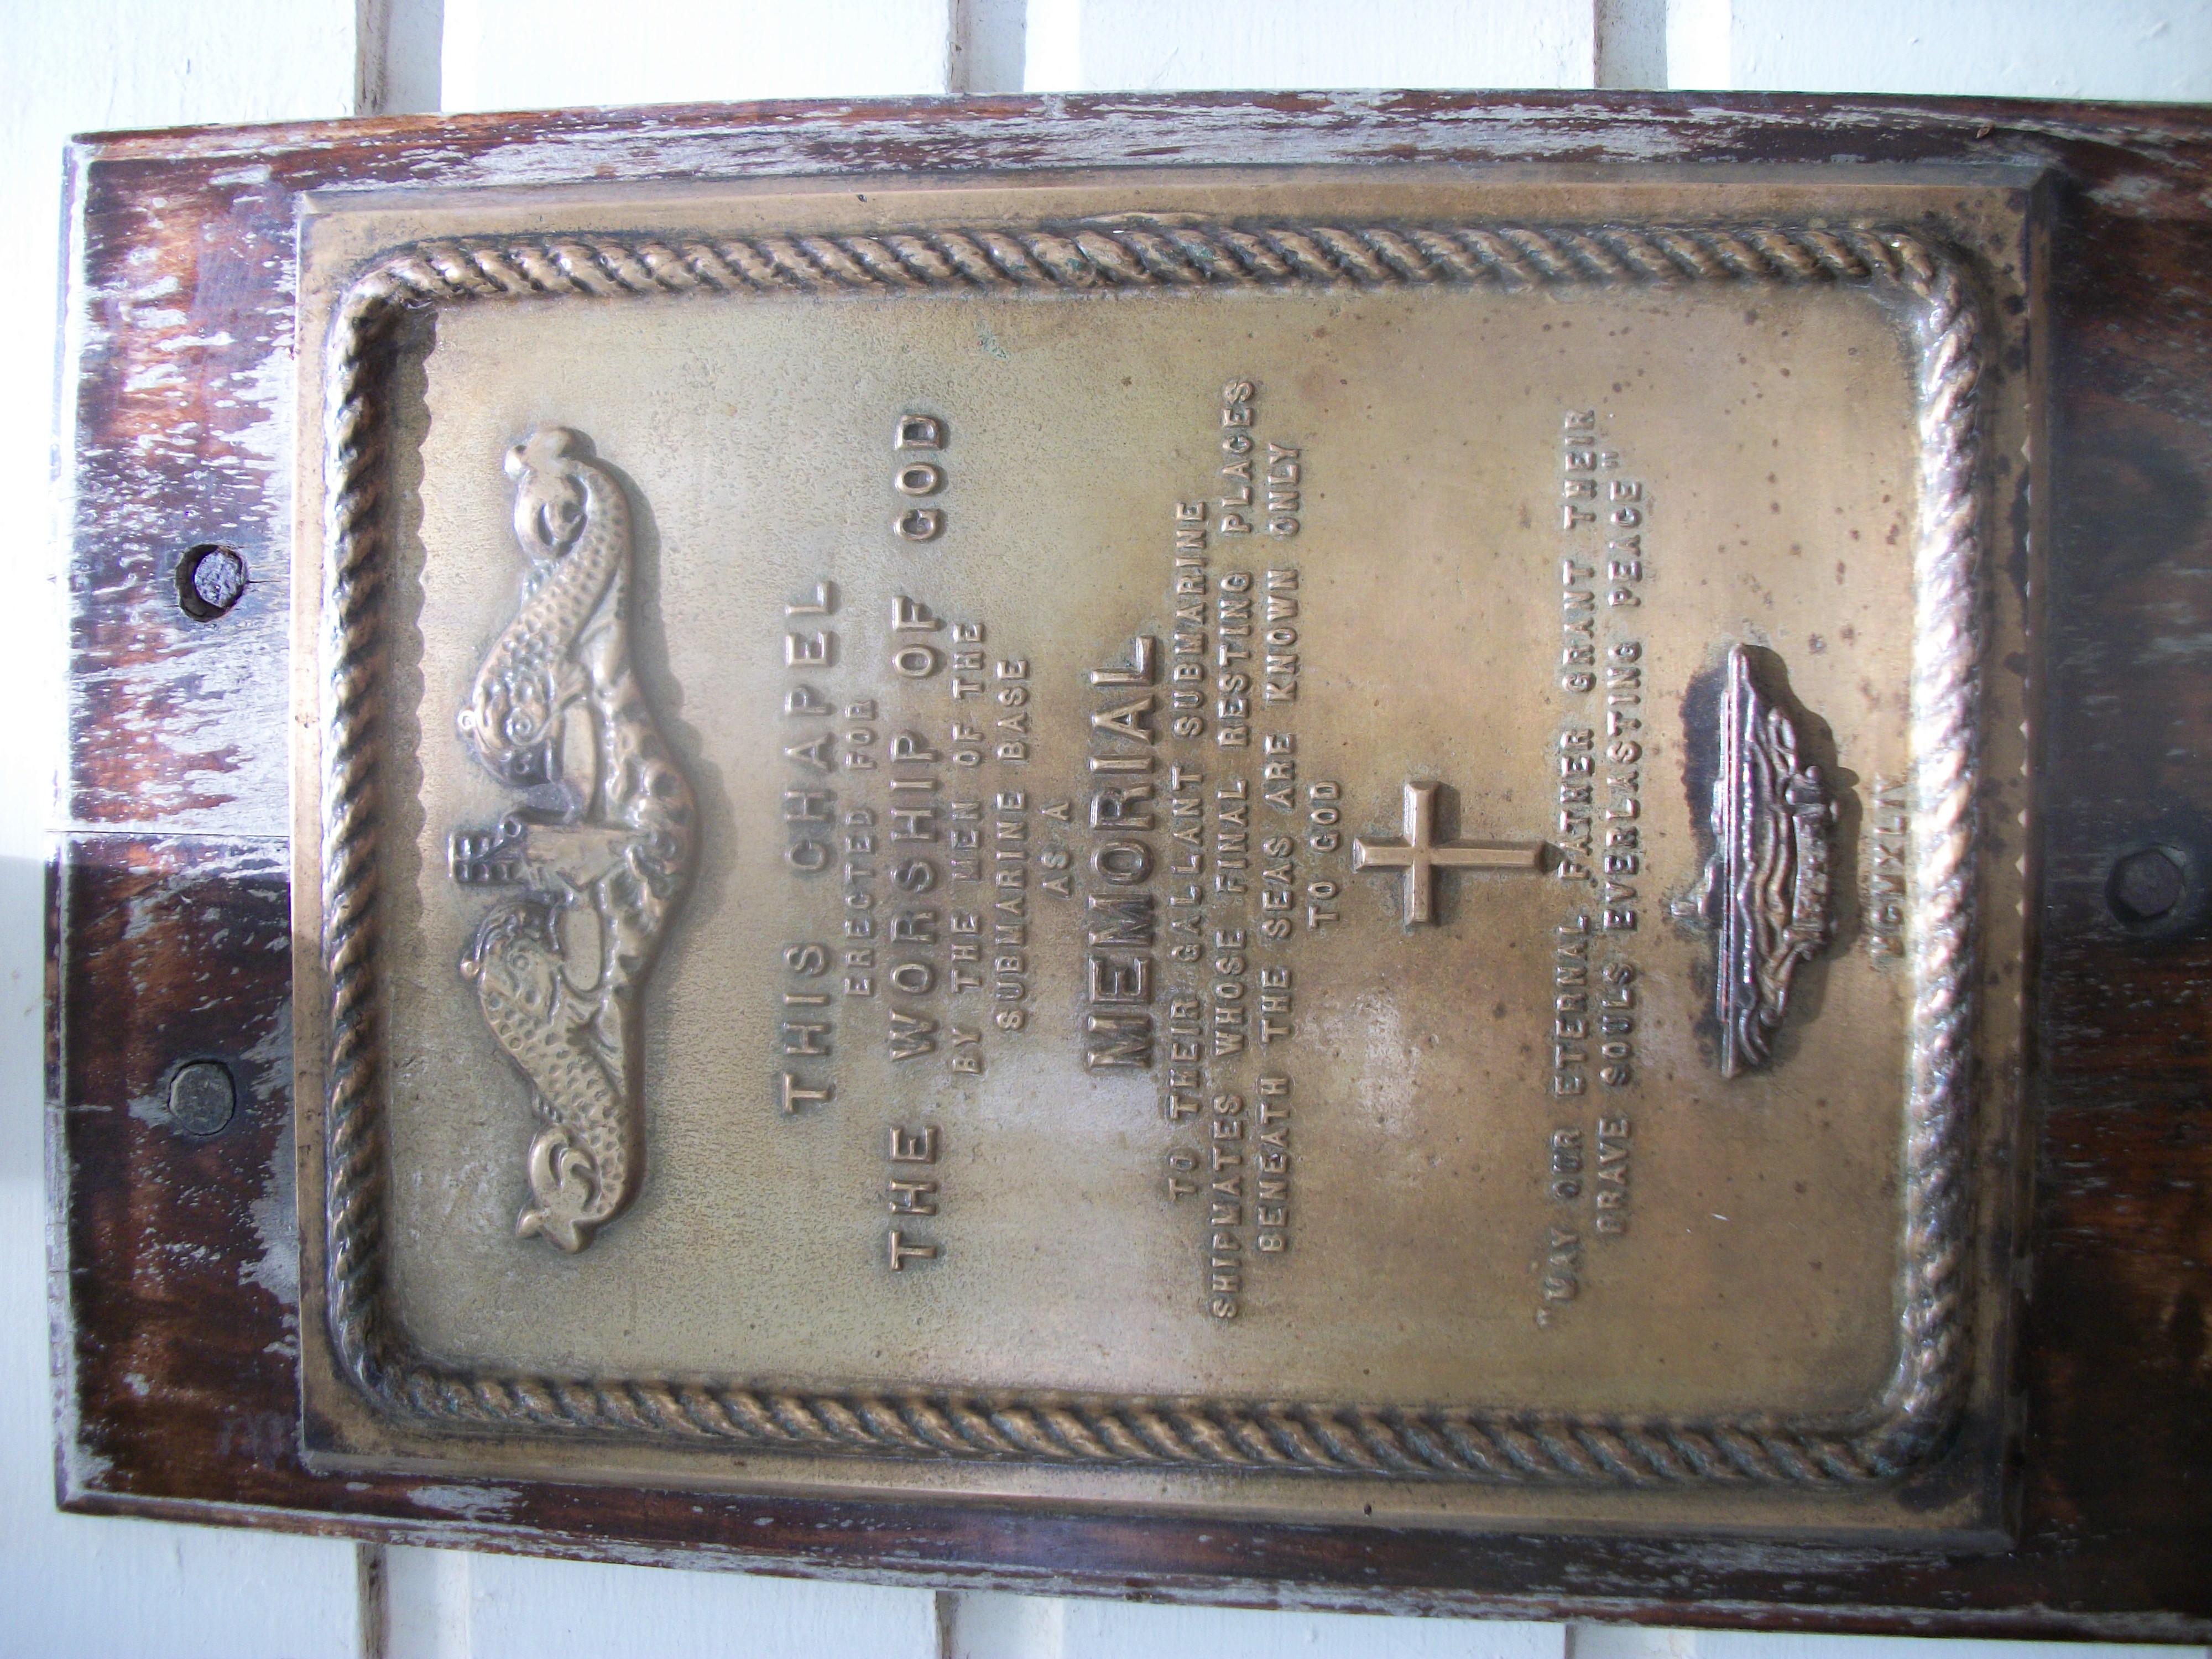 THIS CHAPEL
ERECTED FOR
THE WORSHIP OF GOD
BY THE MEN OF THE
SUBMARINE BASE
AS A
MEMORIAL
TO THEIR GALLANT SUBMARINE
SHIPMATES WHOSE FINAL RESTING PLACES
BENEATH THE SEAS ARE KNOWN ONLY
TO GOD
"MAY OUR ETERNAL FATHER GRANT THEIR
BRAVE SOULS EVERLASTING PEACE"